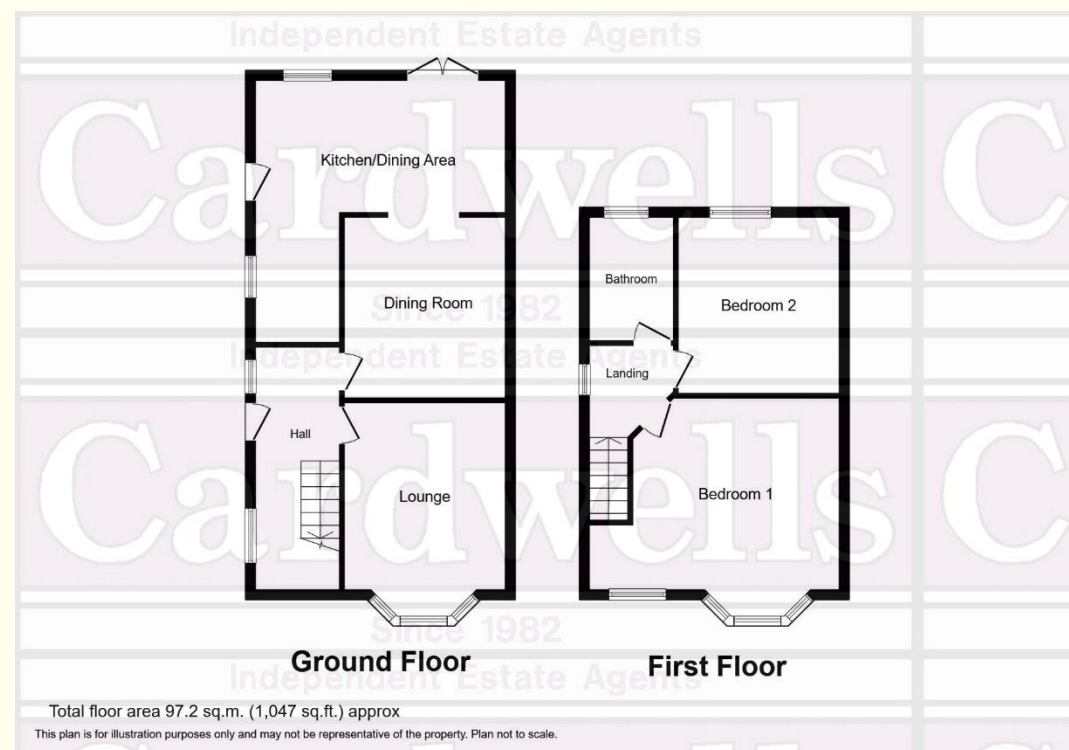 Independent Estate Agents
Cardwells
C
Kitchen/Dining Area
Bathroom
Bedroom 2
Dining Room
Since 1982
Independent Estate Agents
Landing
Hall
Cardwells
C
Lounge
Bedroom 1
Since 1982
Ground Floor
First Floor
Independent Estate Agents
Total floor area 97.2 sq.m. (1,047 sq.ft.) approx
This plan is for illustration purposes only and may not be representative of the property. Plan not to scale.